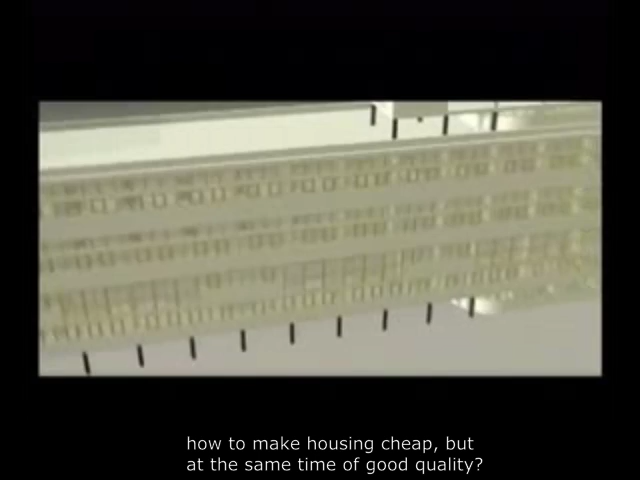 how to make housing cheap, but
at the same time of good quality?